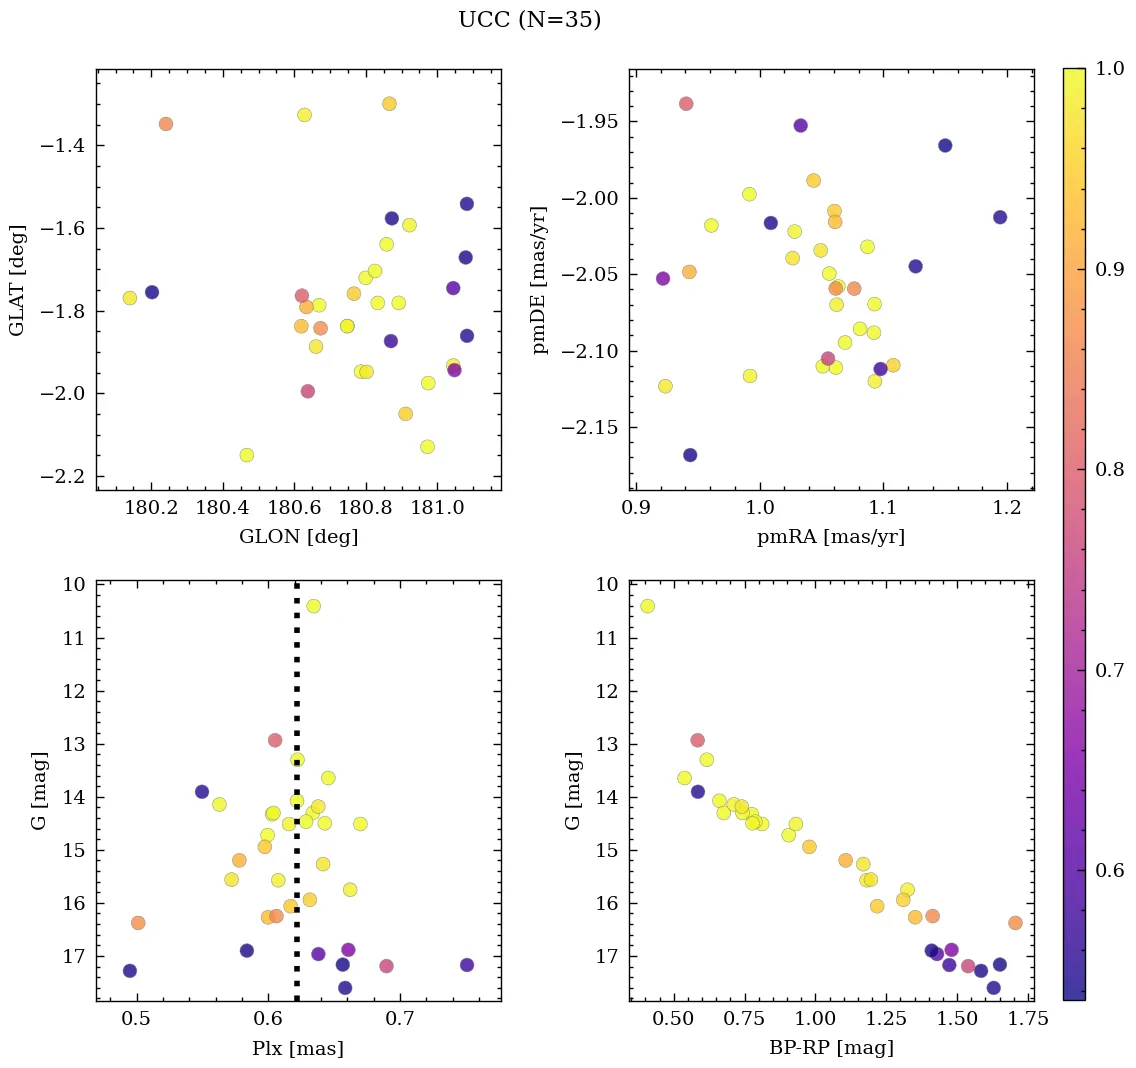 UCC (N=35)
−1.4
−1.6
−1.8
−2.0
−2.2
GLAT [deg]
180.2 180.4 180.6 180.8 181.0
GLON [deg]
−1.95
−2.00
−2.05
−2.10
−2.15
pmDE [mas/yr]
0.9 1.0 1.1 1.2
pmRA [mas/yr]
10
11
12
13
14
15
16
17
G [mag]
0.5 0.6 0.7
Plx [mas]
10
11
12
13
14
15
16
17
G [mag]
0.50 0.75 1.00 1.25 1.50 1.75
BP-RP [mag]
1.0
0.9
0.8
0.7
0.6